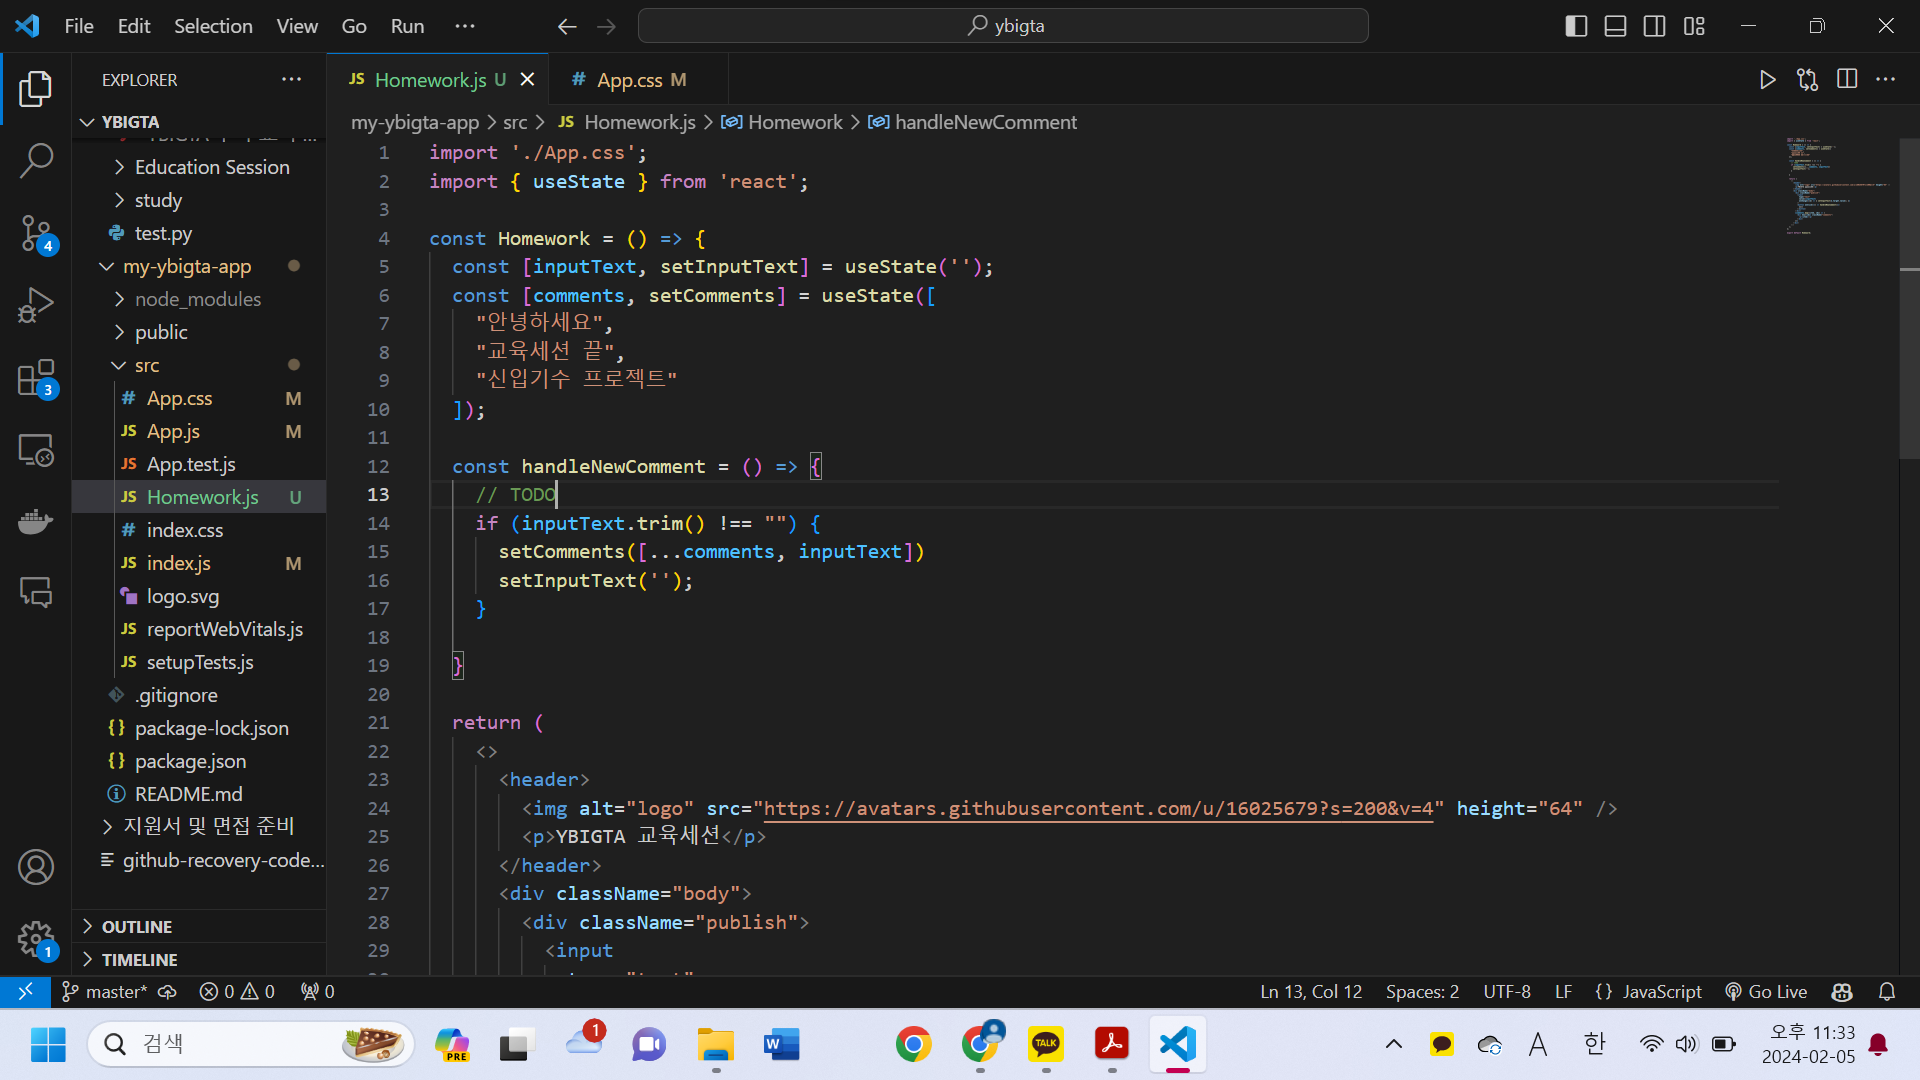 File Edit Selection View Go Run ··· ybigta
EXPLORER ···
YBIGTA
Education Session
study
test.py
my-ybigta-app
node_modules
public
src
# App.css M
JS App.js M
JS App.test.js
JS Homework.js U
# index.css
JS index.js M
logo.svg
JS reportWebVitals.js
JS setupTests.js
.gitignore
{} package-lock.json
{} package.json
README.md
지원서 및 면접 준비
github-recovery-code...
OUTLINE
TIMELINE
4
3
1
JS Homework.js U # App.css M
my-ybigta-app > src > JS Homework.js > Homework > handleNewComment
1 import './App.css';
2 import { useState } from 'react';
3
4 const Homework = () => {
5 const [inputText, setInputText] = useState('');
6 const [comments, setComments] = useState([
7 "안녕하세요",
8 "교육세션 끝",
9 "신입기수 프로젝트"
10 ]);
11
12 const handleNewComment = () => {
13 // TODO
14 if (inputText.trim() !== "") {
15 setComments([...comments, inputText])
16 setInputText('');
17 }
18
19 }
20
21 return (
22 <>
23 <header>
24 <img alt="logo" src="https://avatars.githubusercontent.com/u/16025679?s=200&v=4" height="64" />
25 <p>YBIGTA 교육세션</p>
26 </header>
27 <div className="body">
28 <div className="publish">
29 <input
master* 0 0 0 Ln 13, Col 12 Spaces: 2 UTF-8 LF {} JavaScript Go Live
검색 PRE 1 W TALK A 한 오후 11:33
2024-02-05